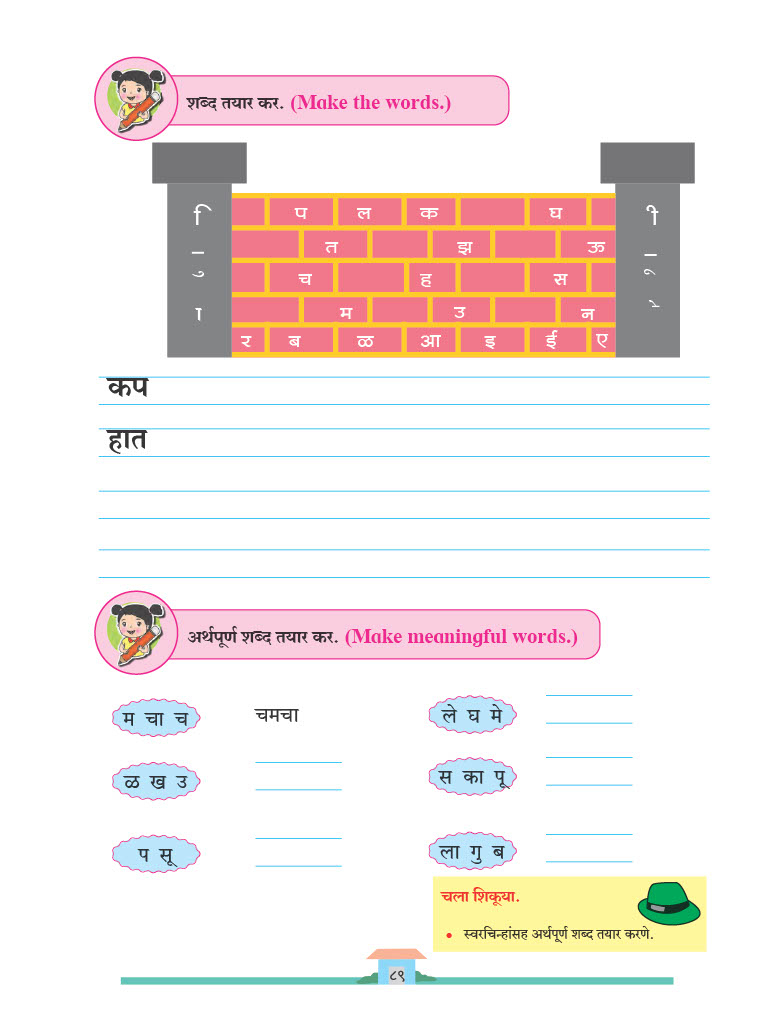 शब्द तयार कर. (Make the words.)
ि प ल क घ ी
त झ ऊ
ु च ह स
ा म उ न
र ब ळ आ इ ई ए
कप
हात
अर्थपूर्ण शब्द तयार कर. (Make meaningful words.)
म चा च चमचा ले घ मे
ळ ख उ स का पू
प सू ला गु ब
चला शिकूया.
• स्वरचिन्हांसह अर्थपूर्ण शब्द तयार करणे.
८९